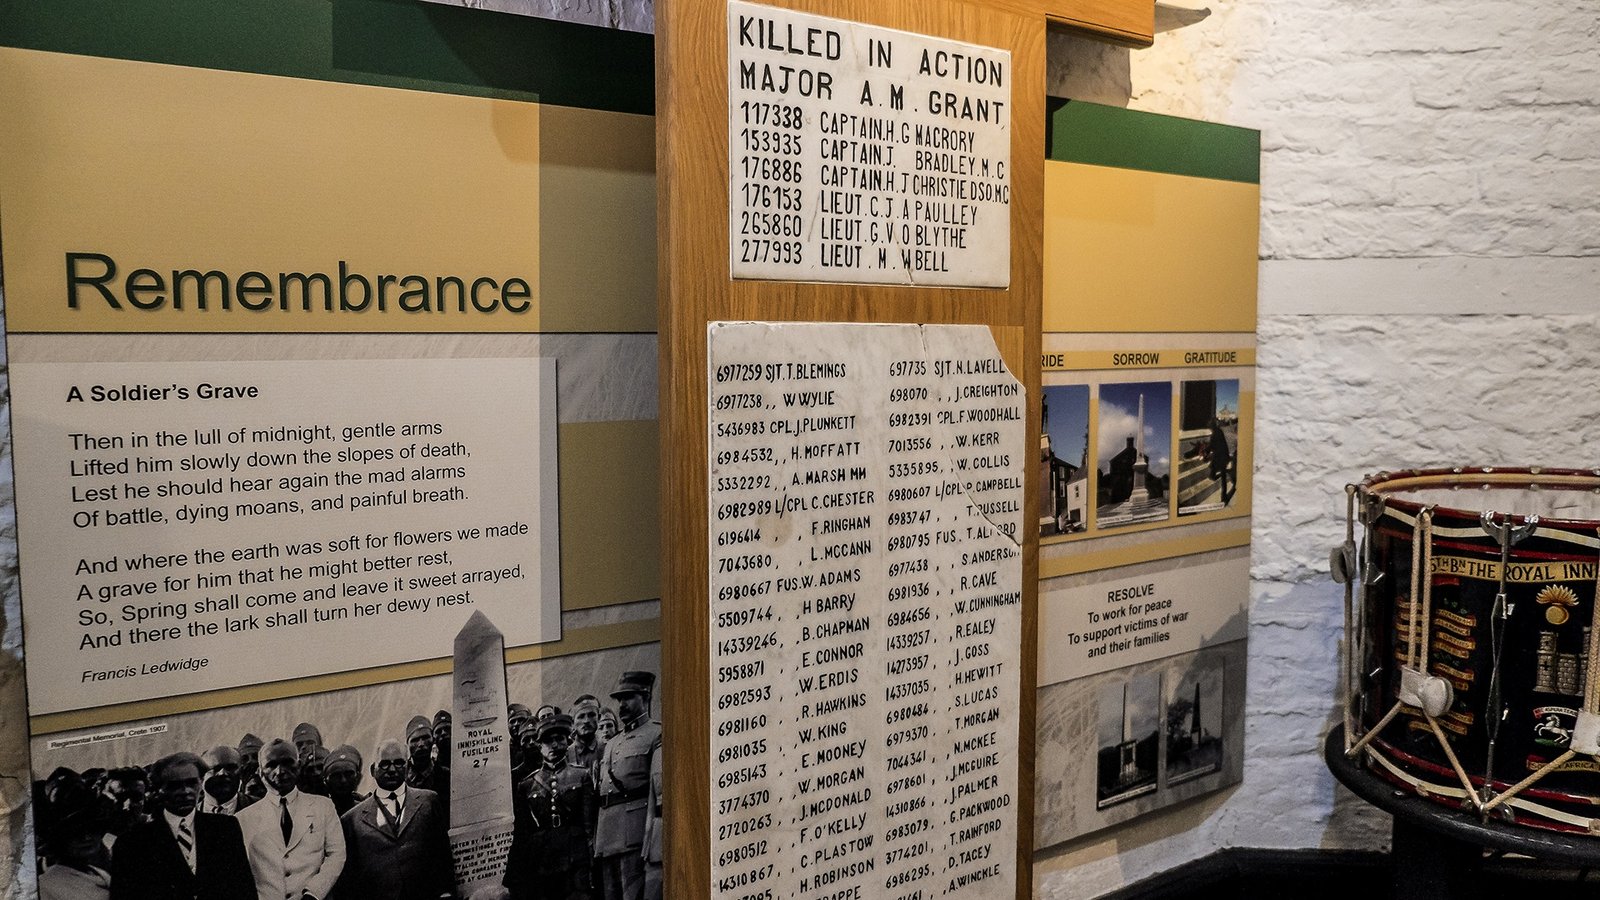 Remembrance
A Soldier's Grave
Then in the lull of midnight, gentle arms
Lifted him slowly down the slopes of death,
Lest he should hear again the mad alarms
Of battle, dying moans, and painful breath.
And where the earth was soft for flowers we made
A grave for him that he might better rest,
So, Spring shall come and leave it sweet arrayed,
And there the lark shall turn her dewy nest.
Francis Ledwidge
Regimental Memorial, Crete 1907
ROYAL
INNISKILLING
FUSILIERS
27
KILLED IN ACTION
MAJOR A.M. GRANT
117338 CAPTAIN.H.G MACRORY
153935 CAPTAIN.J. BRADLEY.M.C
176886 CAPTAIN.H.J CHRISTIE DSO.M.C
176153 LIEUT.C.J.A PAULLEY
265860 LIEUT.G.V.O BLYTHE
277993 LIEUT. M. W BELL
6977259 SJT.T.BLEMINGS
6977238 ,, W WYLIE
5436983 CPL.J.PLUNKETT
6984532,, H.MOFFATT
5332292,, A.MARSH MM
6982989 L/CPL C.CHESTER
6196414 ,, F.RINGHAM
7043680, ,, L.MCCANN
6980667 FUS.W.ADAMS
5509744 ,, H BARRY
14339246,, B.CHAPMAN
5958871 ,, E.CONNOR
6982593 ,, W.ERDIS
6981160 ,, R.HAWKINS
6981035 ,, W.KING
6985143 ,, E.MOONEY
3774370 ,, W.MORGAN
2720263 ,, J.MCDONALD
6980512 ,, F.O'KELLY
14310867,, C.PLASTOW
,, H.ROBINSON
697735 SJT.N.LAVELL
698070 ,, J.CREIGHTON
6982391 CPL.F.WOODHALL
7013556 ,, W.KERR
5335895,, W.COLLIS
6980607 L/CPL.P.CAMPBELL
6983747 ,, T.RUSSELL
6980795 FUS.T.ALFORD
6977438 ,, S.ANDERSON
6981936 ,, R.CAVE
6984656 ,, W.CUNNINGHAM
14339257 ,, R.EALEY
14273957 ,, J.GOSS
14337035 ,, H.HEWITT
6980484 ,, S.LUCAS
6979370 ,, T.MORGAN
7044341 ,, N.MCKEE
6978601 ,, J.MCGUIRE
14310866 ,, J.PALMER
6983079 ,, G.PACKWOOD
3774201 ,, T.RAINFORD
6986295 ,, D.TACEY
,, A.WINCKLE
RIDE SORROW GRATITUDE
RESOLVE
To work for peace
To support victims of war
and their families
5TH BN THE ROYAL INN